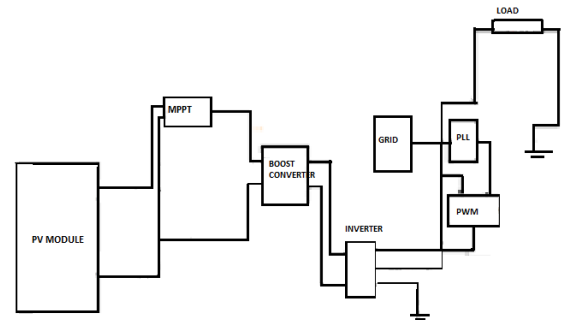 LOAD
MPPT
GRID
PLL
BOOST
CONVERTER
PWM
INVERTER
PV MODULE